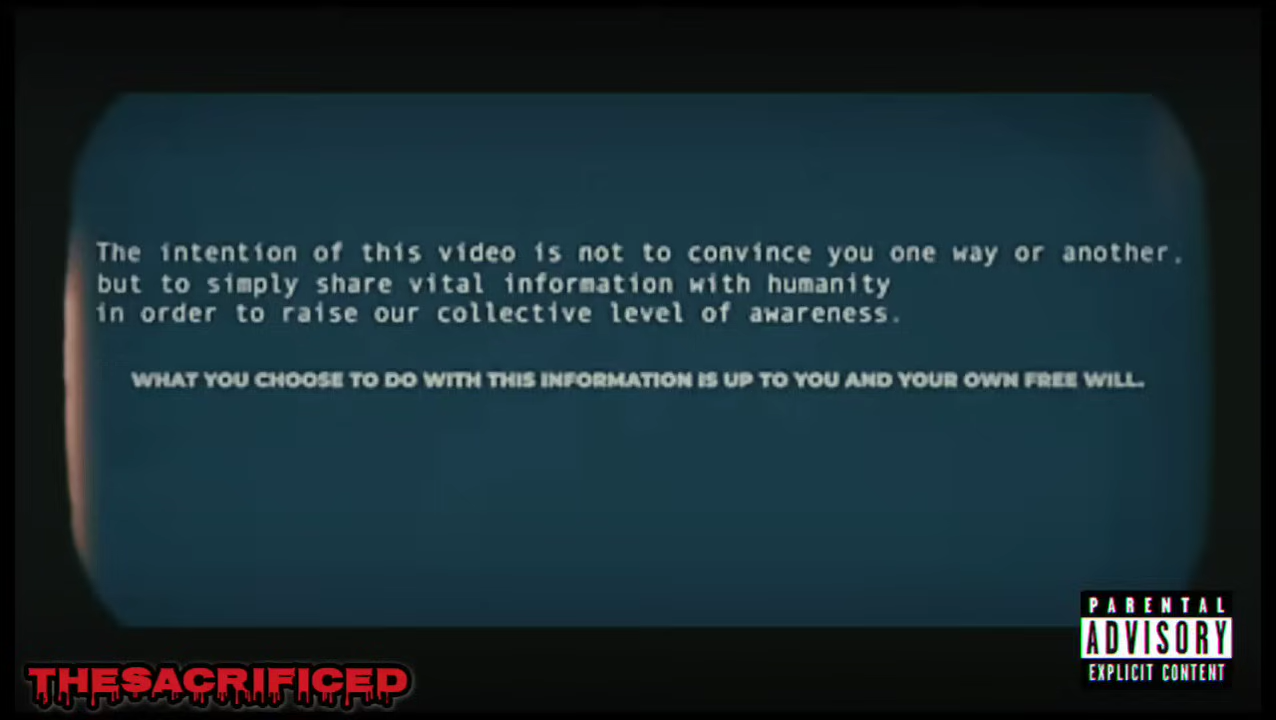 The intention of this video is not to convince you one way or another,
but to simply share vital information with humanity
in order to raise our collective level of awareness.
WHAT YOU CHOOSE TO DO WITH THIS INFORMATION IS UP TO YOU AND YOUR OWN FREE WILL.
PARENTAL
ADVISORY
EXPLICIT CONTENT
THESACRIFICED